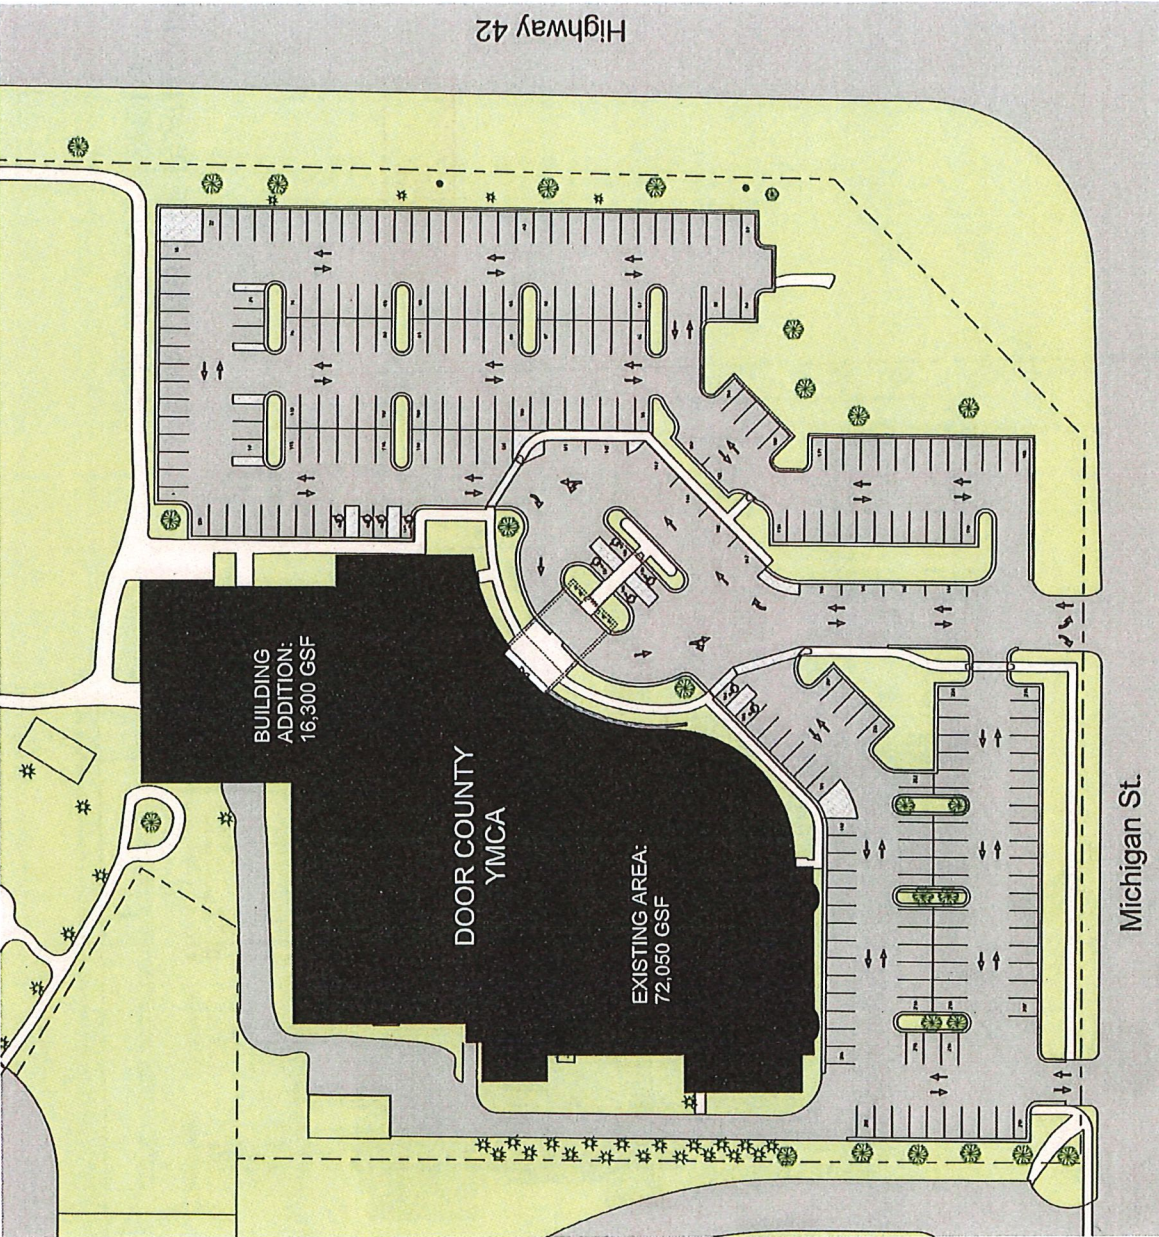 Highway 42
BUILDING
ADDITION:
16,300 GSF
DOOR COUNTY
YMCA
EXISTING AREA:
72,050 GSF
Michigan St.